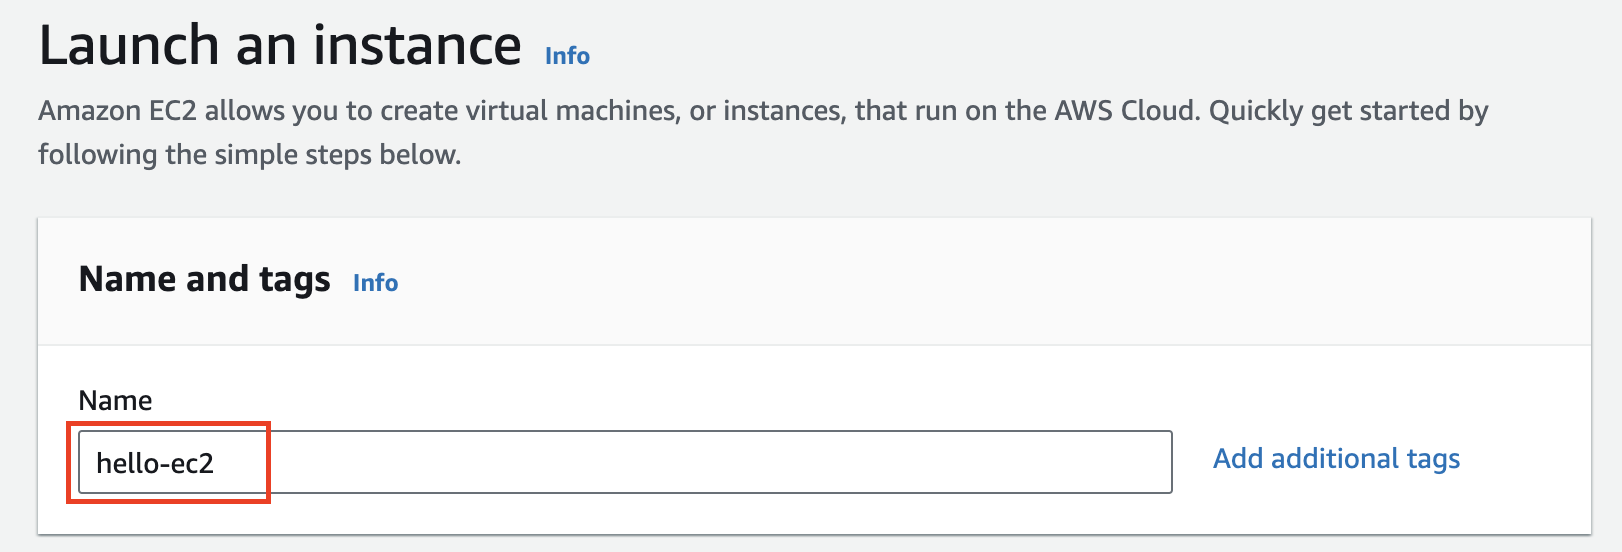 Launch an instance Info
Amazon EC2 allows you to create virtual machines, or instances, that run on the AWS Cloud. Quickly get started by
following the simple steps below.
Name and tags Info
Name
hello-ec2
Add additional tags